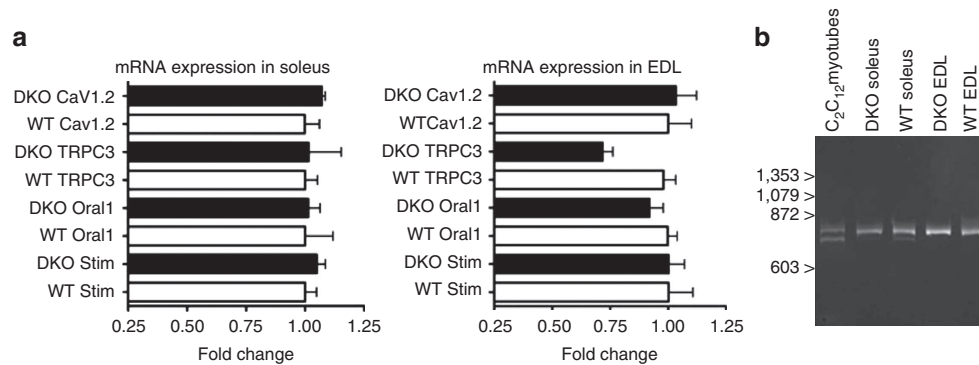 a
mRNA expression in soleus
DKO CaV1.2
WT Cav1.2
DKO TRPC3
WT TRPC3
DKO Oral1
WT Oral1
DKO Stim
WT Stim
0.25 0.50 0.75 1.00 1.25
Fold change
mRNA expression in EDL
DKO Cav1.2
WTCav1.2
DKO TRPC3
WT TRPC3
DKO Oral1
WT Oral1
DKO Stim
WT Stim
0.25 0.50 0.75 1.00 1.25
Fold change
b
C₂C₁₂myotubes
DKO soleus
WT soleus
DKO EDL
WT EDL
1,353 >
1,079 >
872 >
603 >